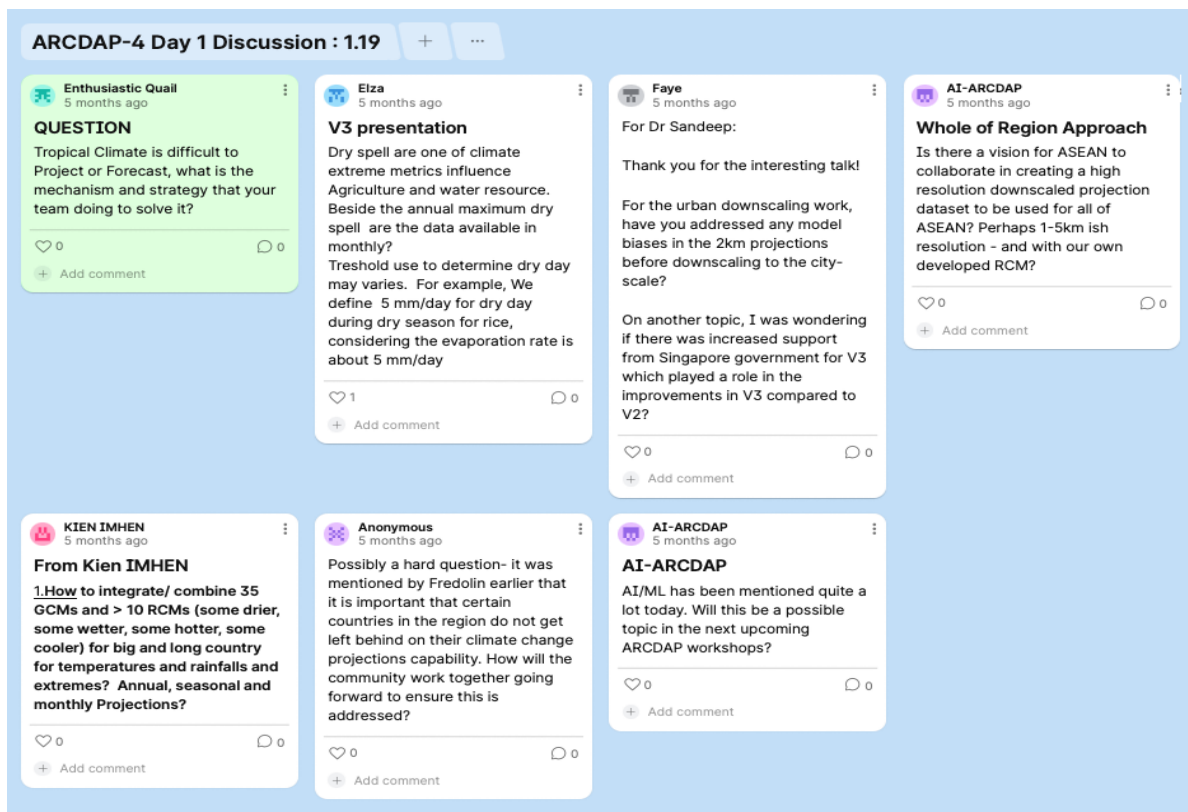 ARCDAP-4 Day 1 Discussion : 1.19
+
...
Enthusiastic Quail
5 months ago
QUESTION
Tropical Climate is difficult to
Project or Forecast, what is the
mechanism and strategy that your
team doing to solve it?
0
0
+ Add comment
Elza
5 months ago
V3 presentation
Dry spell are one of climate
extreme metrics influence
Agriculture and water resource.
Beside the annual maximum dry
spell are the data available in
monthly?
Treshold use to determine dry day
may varies. For example, We
define 5 mm/day for dry day
during dry season for rice,
considering the evaporation rate is
about 5 mm/day
1
0
+ Add comment
Faye
5 months ago
For Dr Sandeep:
Thank you for the interesting talk!
For the urban downscaling work,
have you addressed any model
biases in the 2km projections
before downscaling to the city-
scale?
On another topic, I was wondering
if there was increased support
from Singapore government for V3
which played a role in the
improvements in V3 compared to
V2?
0
0
+ Add comment
AI-ARCDAP
5 months ago
Whole of Region Approach
Is there a vision for ASEAN to
collaborate in creating a high
resolution downscaled projection
dataset to be used for all of
ASEAN? Perhaps 1-5km ish
resolution - and with our own
developed RCM?
0
0
+ Add comment
KIEN IMHEN
5 months ago
From Kien IMHEN
1.How to integrate/ combine 35
GCMs and > 10 RCMs (some drier,
some wetter, some hotter, some
cooler) for big and long country
for temperatures and rainfalls and
extremes? Annual, seasonal and
monthly Projections?
0
0
+ Add comment
Anonymous
5 months ago
Possibly a hard question- it was
mentioned by Fredolin earlier that
it is important that certain
countries in the region do not get
left behind on their climate change
projections capability. How will the
community work together going
forward to ensure this is
addressed?
0
0
+ Add comment
AI-ARCDAP
5 months ago
AI-ARCDAP
AI/ML has been mentioned quite a
lot today. Will this be a possible
topic in the next upcoming
ARCDAP workshops?
0
0
+ Add comment